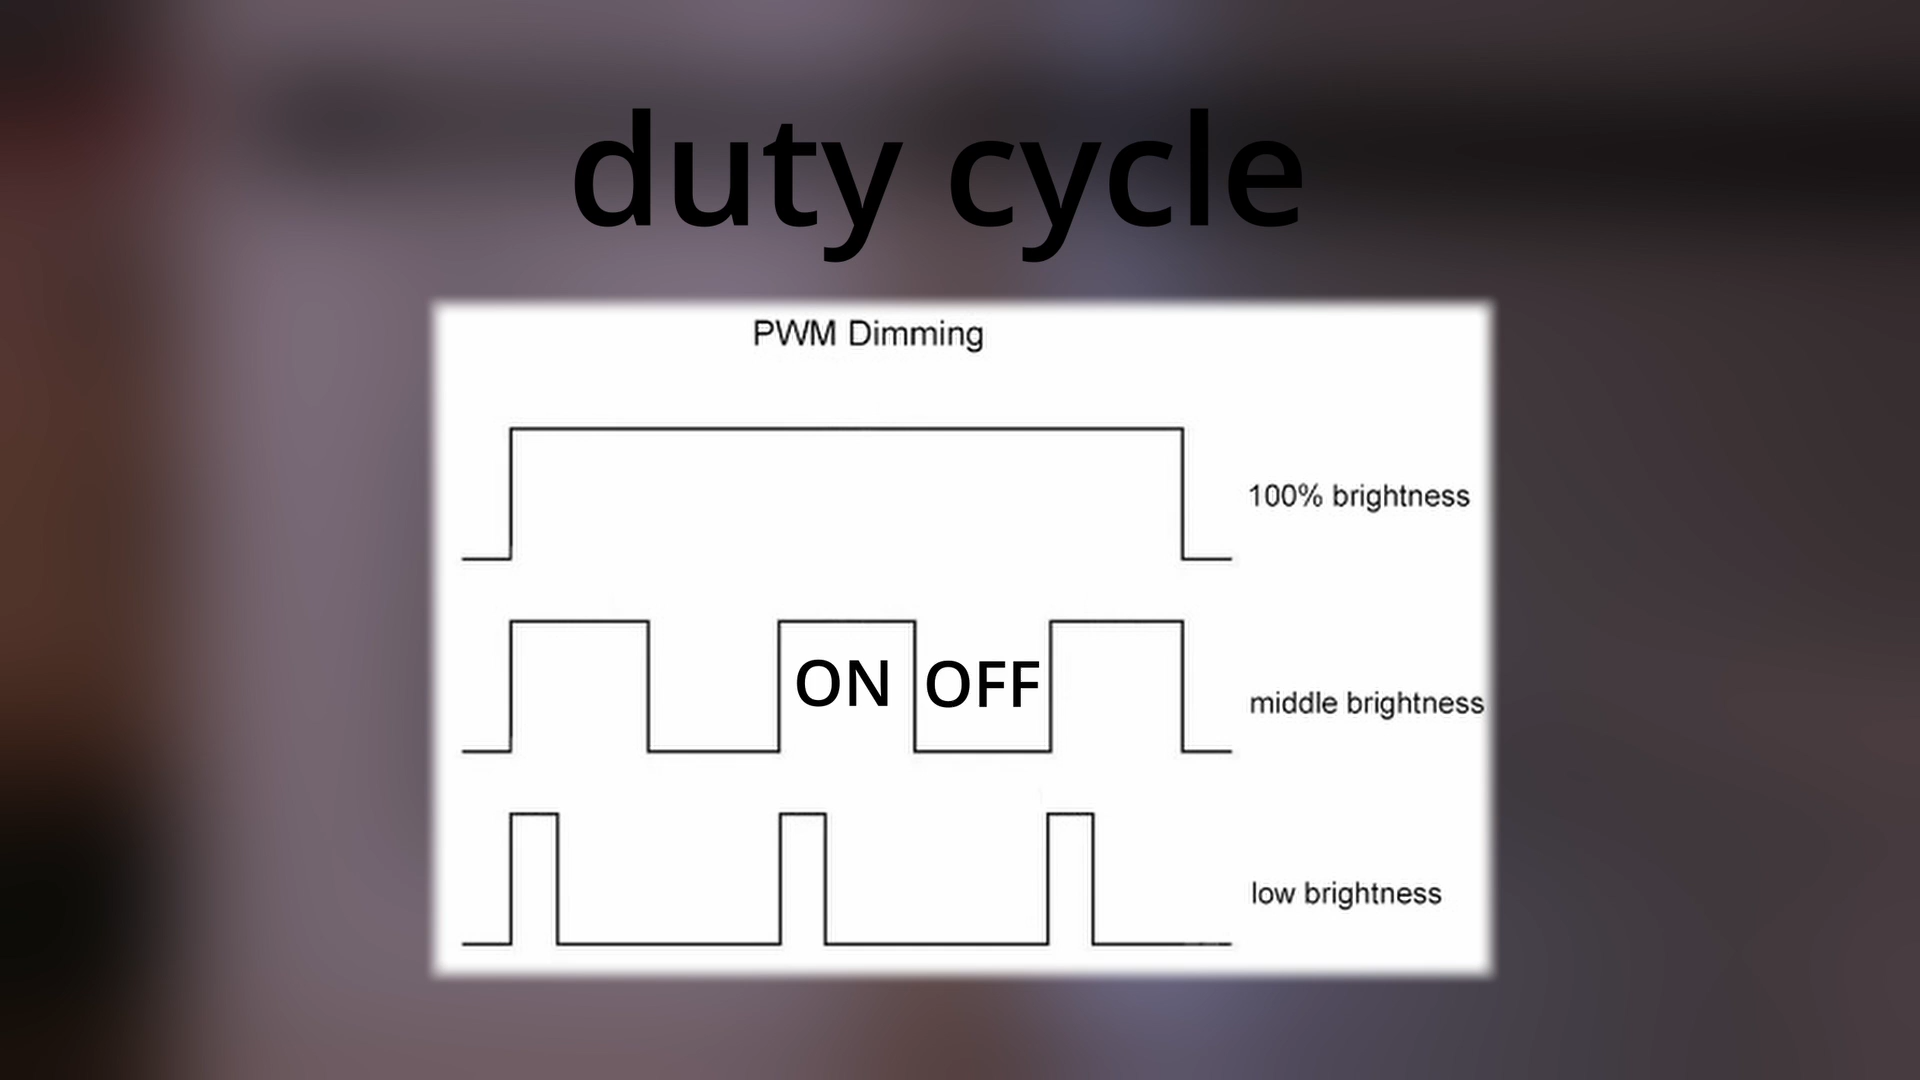 duty cycle
PWM Dimming
100% brightness
ON OFF
middle brightness
low brightness